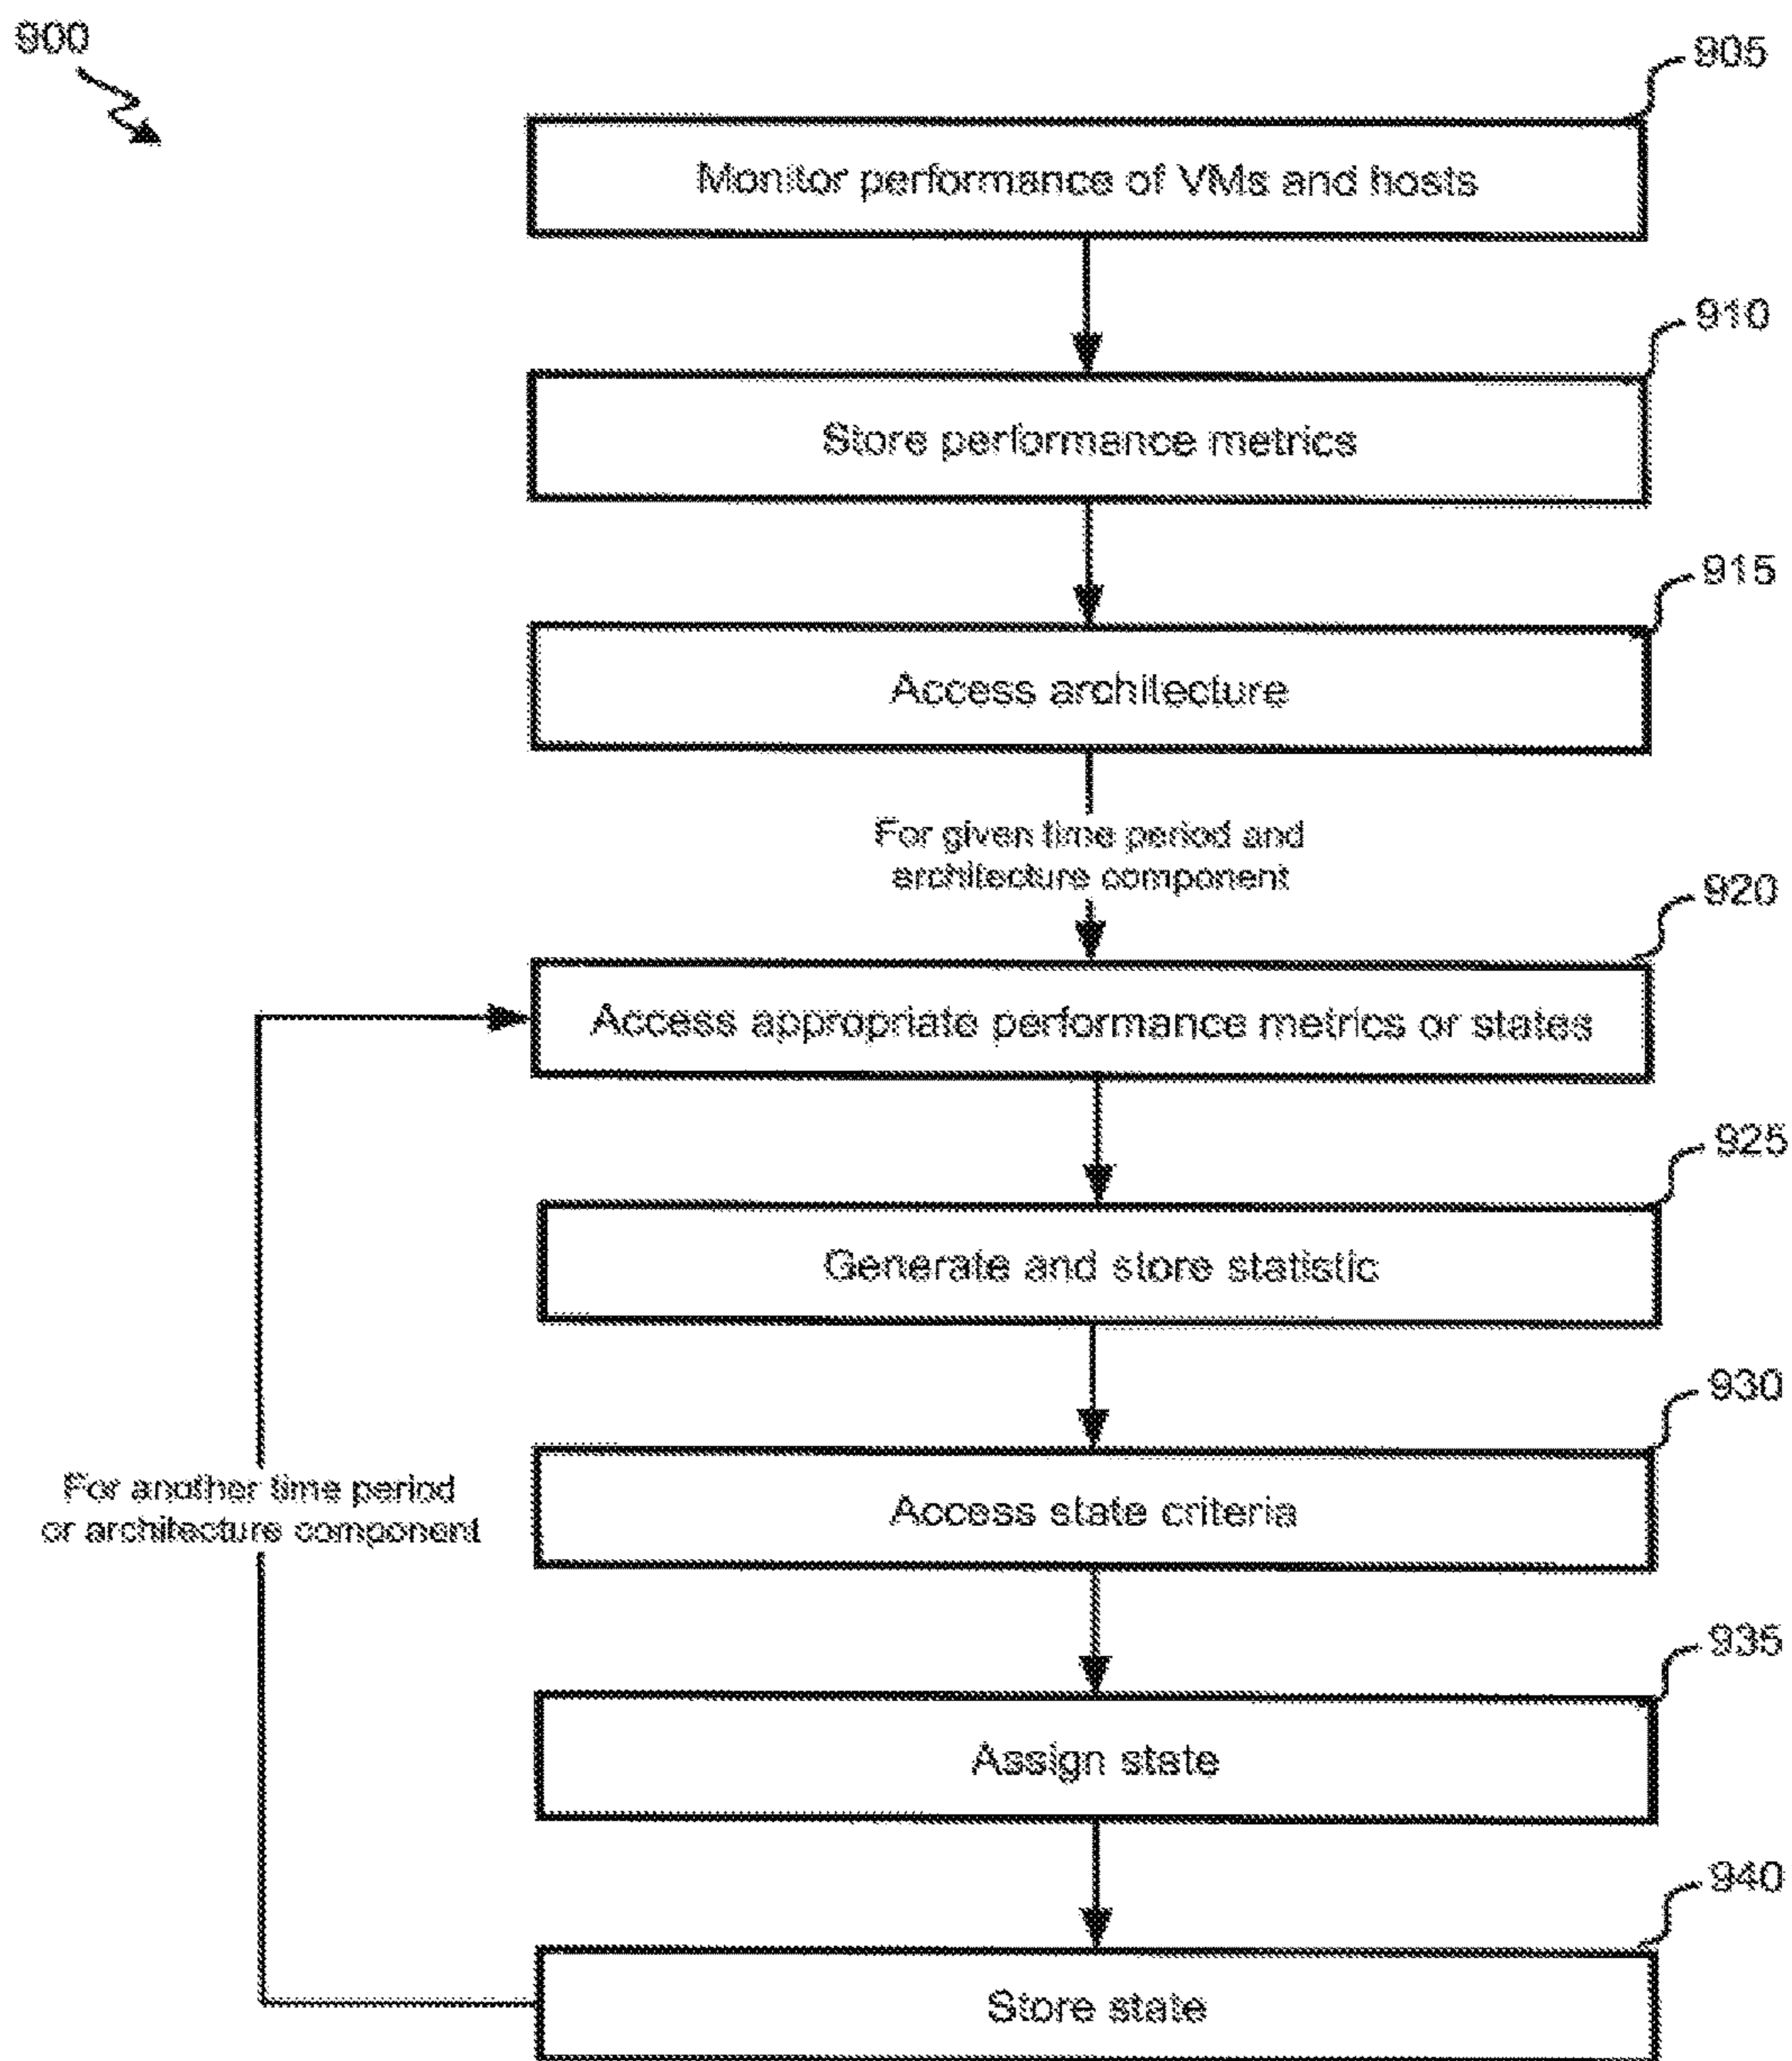 900
905
Monitor performance of VMs and hosts
910
Store performance metrics
915
Access architecture
For given time period and
architecture component
920
Access appropriate performance metrics or states
925
Generate and store statistic
930
Access state criteria
For another time period
or architecture component
935
Assign state
940
Store state